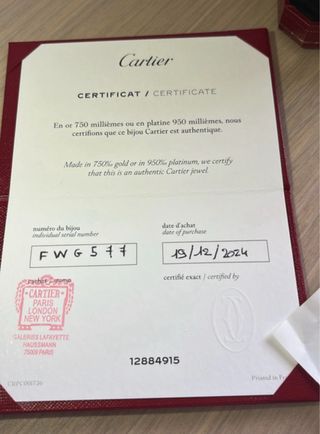 Cartier
CERTIFICAT / CERTIFICATE
En or 750 millièmes ou en platine 950 millièmes, nous
certifions que ce bijou Cartier est authentique.
Made in 750‰ gold or in 950‰ platinum, we certify
that this is an authentic Cartier jewel.
numéro du bijou
individual serial number
date d'achat
date of purchase
FWG577
19/12/2024
certifié exact / certified by
CARTIER
PARIS
LONDON
NEW YORK
GALERIES LAFAYETTE
HAUSSMANN
75009 PARIS
12884915
Printed in